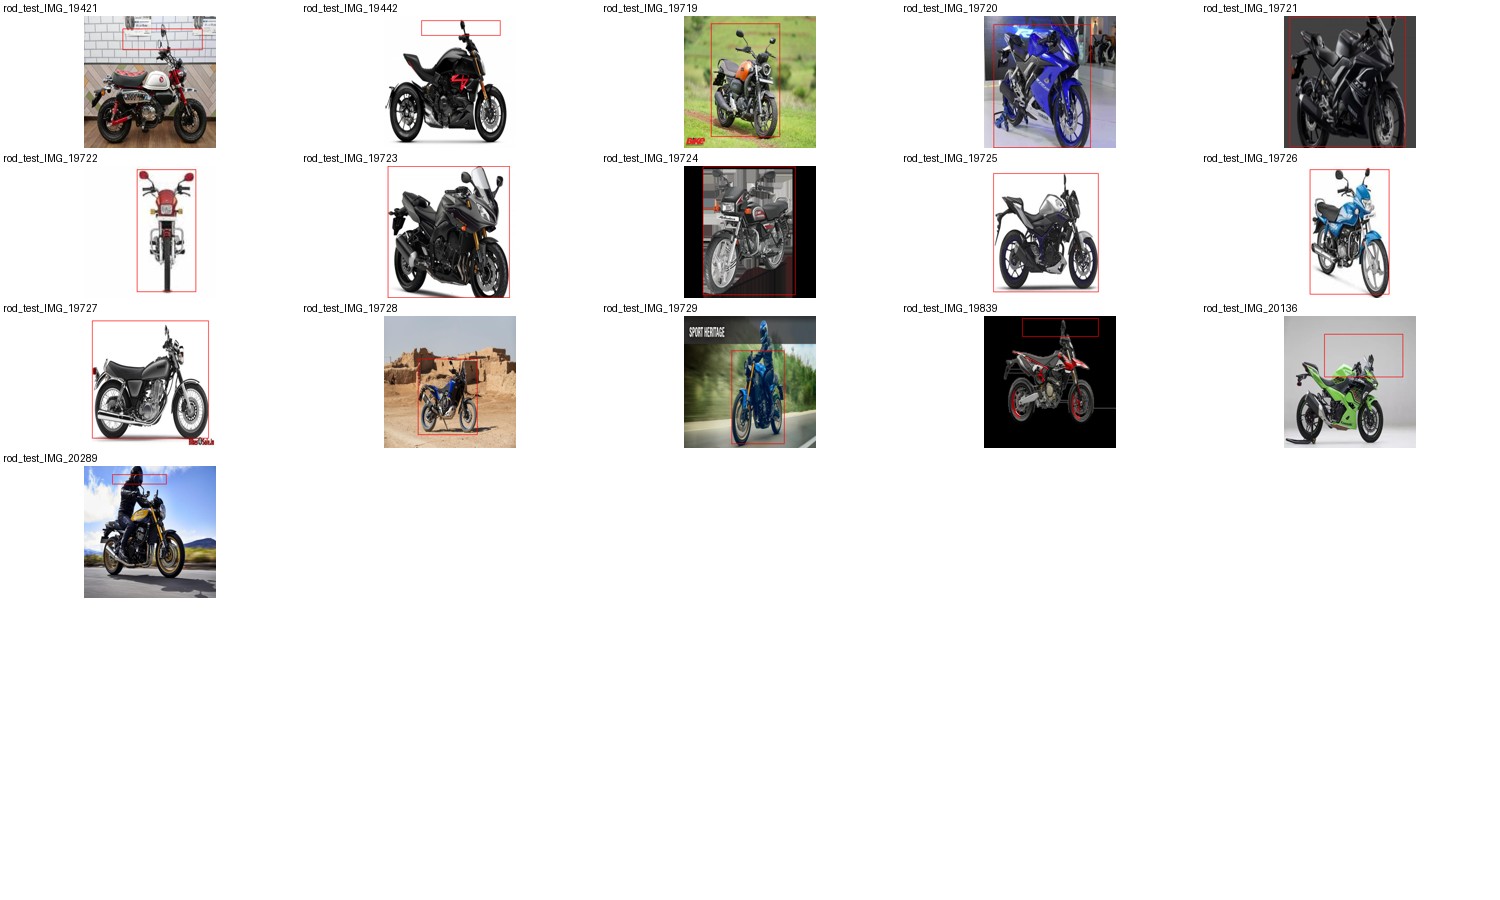 rod_test_IMG_19421
rod_test_IMG_19442
rod_test_IMG_19719
rod_test_IMG_19720
rod_test_IMG_19721
rod_test_IMG_19722
rod_test_IMG_19723
rod_test_IMG_19724
rod_test_IMG_19725
rod_test_IMG_19726
rod_test_IMG_19727
rod_test_IMG_19728
rod_test_IMG_19729
SPORT HERITAGE
rod_test_IMG_19839
rod_test_IMG_20136
rod_test_IMG_20289